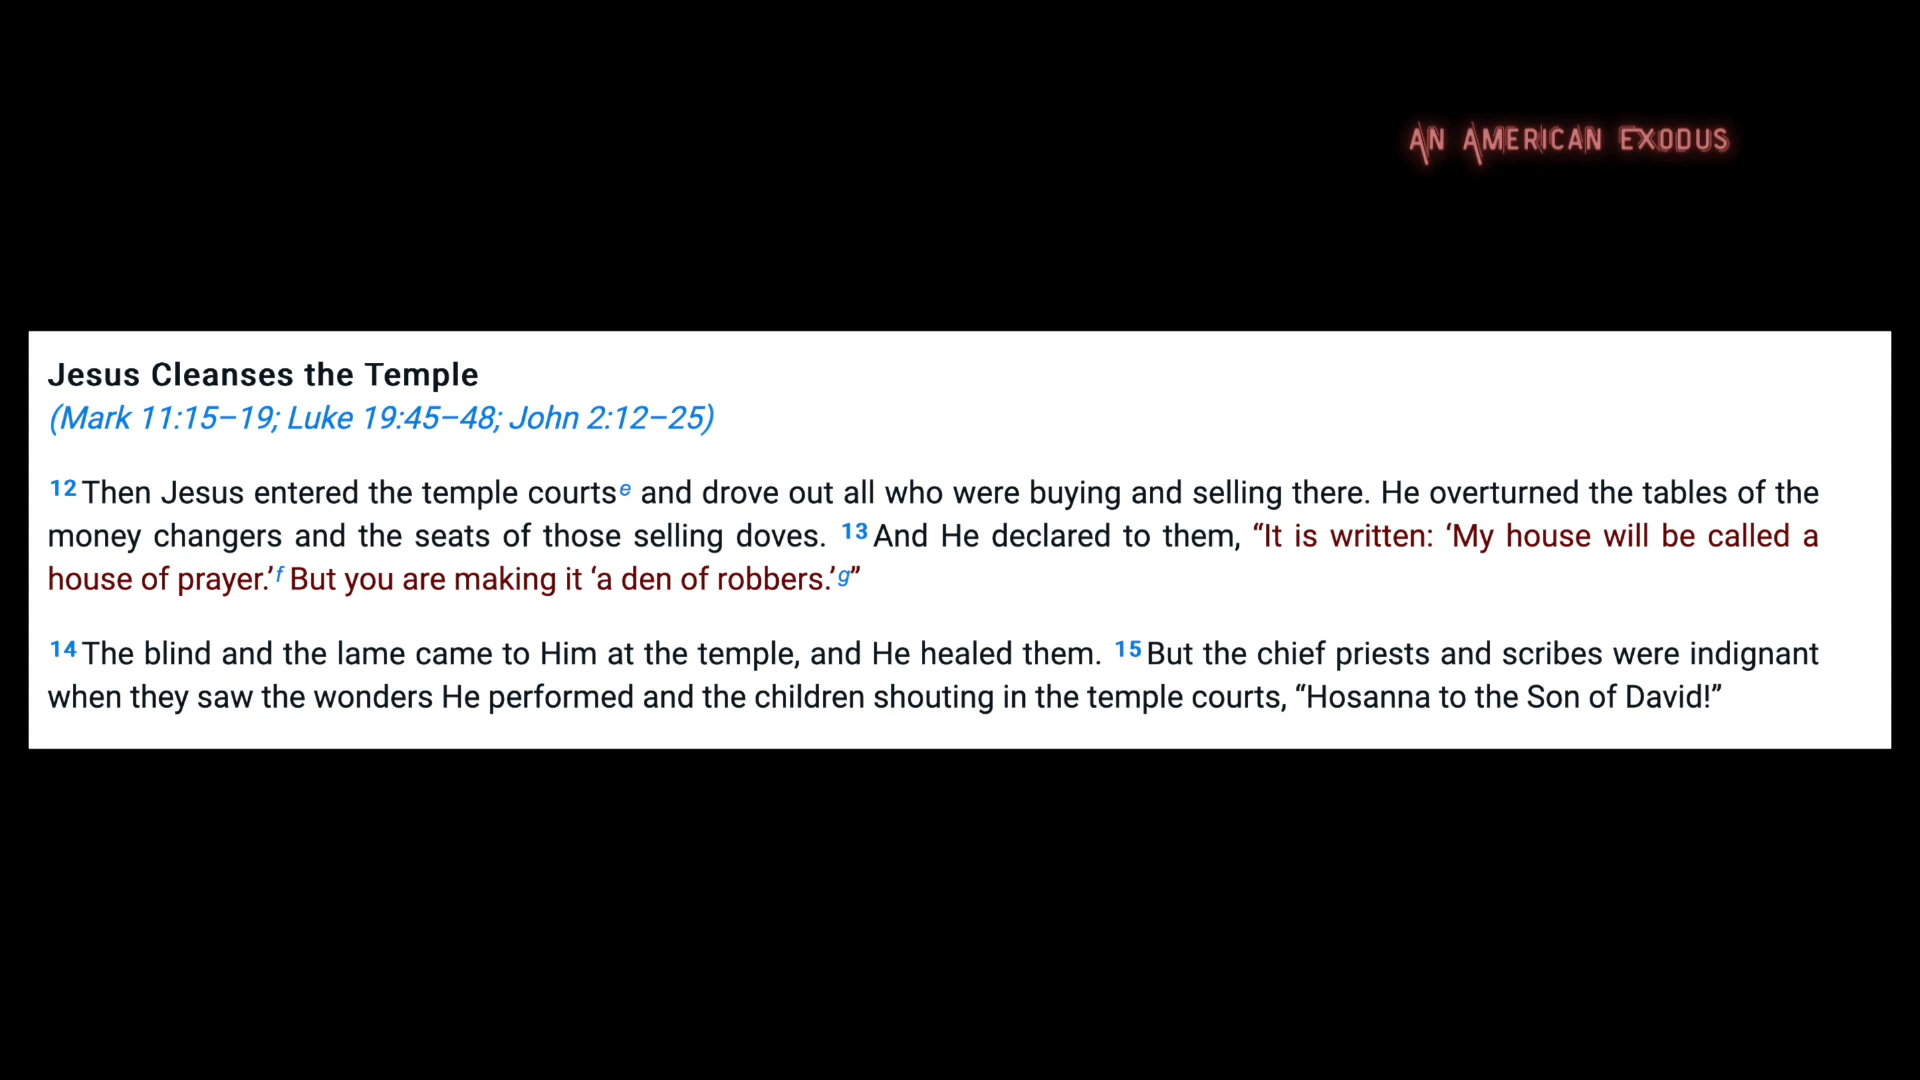 AN AMERICAN EXODUS
Jesus Cleanses the Temple
(Mark 11:15–19; Luke 19:45–48; John 2:12–25)
12 Then Jesus entered the temple courts e and drove out all who were buying and selling there. He overturned the tables of the
money changers and the seats of those selling doves. 13 And He declared to them, “It is written: ‘My house will be called a
house of prayer.’ f But you are making it ‘a den of robbers.’ g”
14 The blind and the lame came to Him at the temple, and He healed them. 15 But the chief priests and scribes were indignant
when they saw the wonders He performed and the children shouting in the temple courts, “Hosanna to the Son of David!”